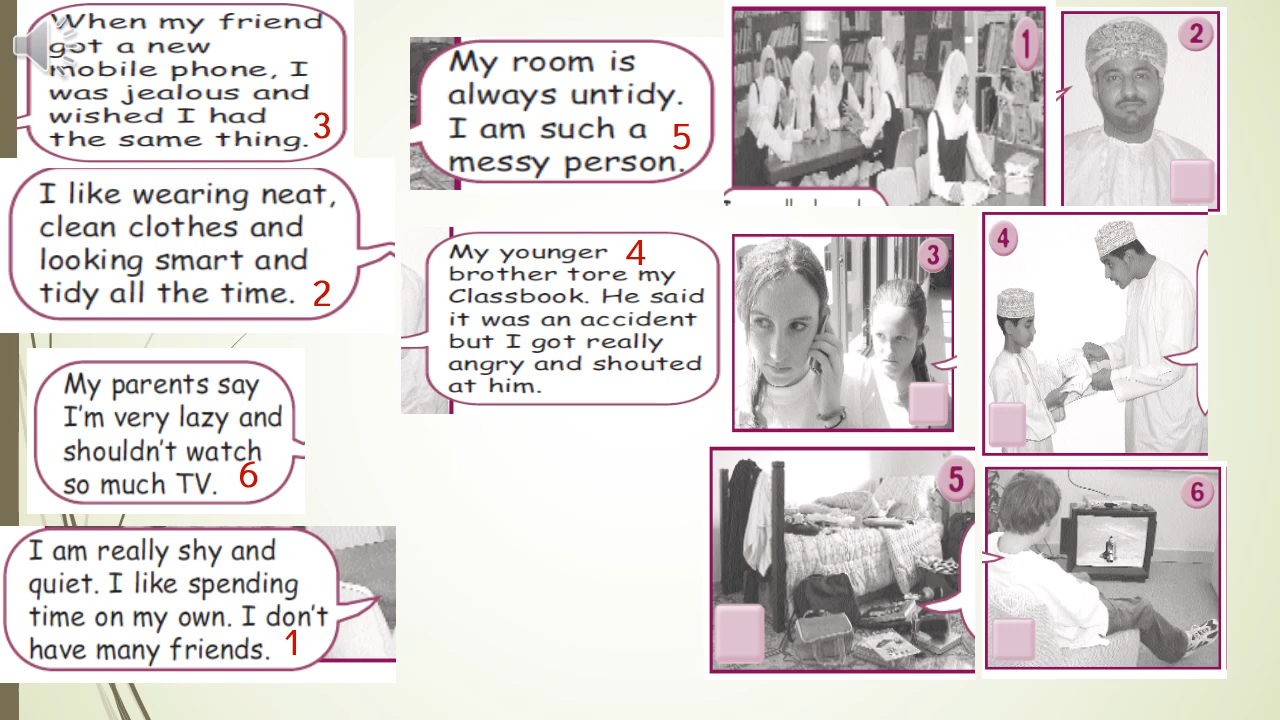 When my friend
got a new
mobile phone, I
was jealous and
wished I had
the same thing.
3
I like wearing neat,
clean clothes and
looking smart and
tidy all the time.
2
My parents say
I'm very lazy and
shouldn't watch
so much TV.
6
I am really shy and
quiet. I like spending
time on my own. I don't
have many friends.
1
My room is
always untidy.
I am such a
messy person.
5
My younger
brother tore my
Classbook. He said
it was an accident
but I got really
angry and shouted
at him.
4
1
2
3
4
5
6